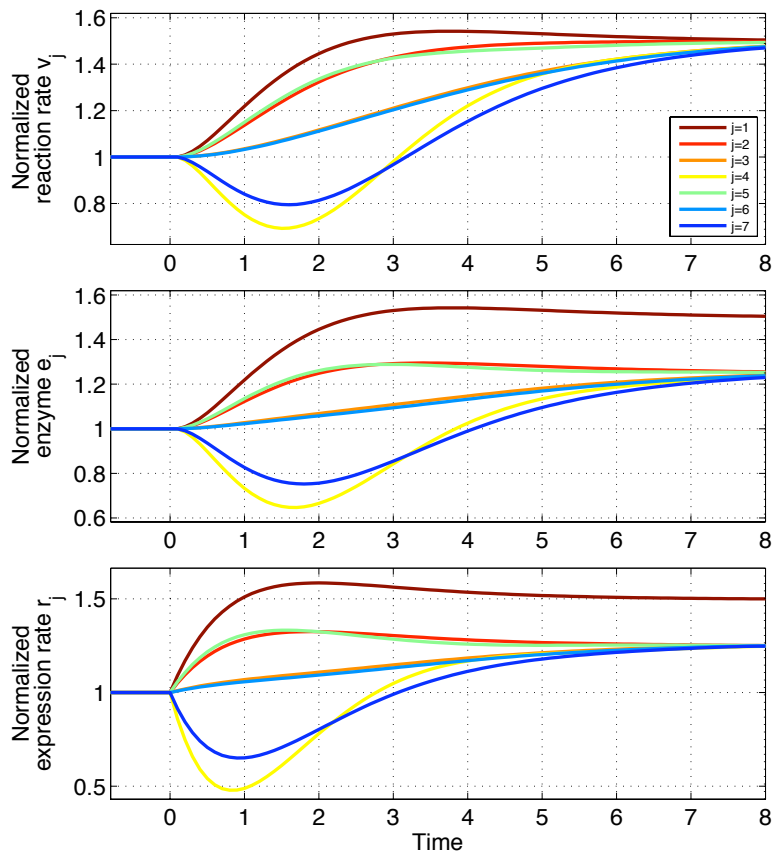 1.6
1.4
1.2
1
0.8
Normalized
reaction rate v_j
0 1 2 3 4 5 6 7 8
j=1
j=2
j=3
j=4
j=5
j=6
j=7
1.6
1.4
1.2
1
0.8
0.6
Normalized
enzyme e_j
0 1 2 3 4 5 6 7 8
1.5
1
0.5
Normalized
expression rate r_j
0 1 2 3 4 5 6 7 8
Time